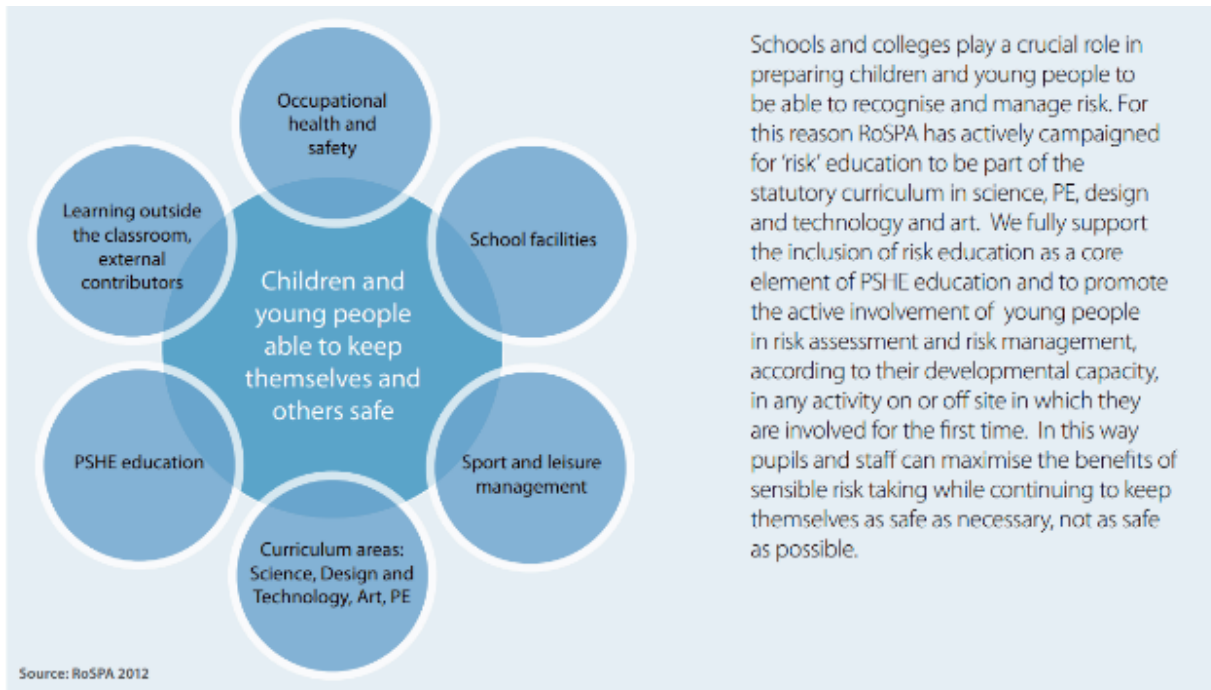 Occupational
health and
safety
Learning outside
the classroom,
external
contributors
School facilities
Children and
young people
able to keep
themselves and
others safe
PSHE education
Sport and leisure
management
Curriculum areas:
Science, Design and
Technology, Art, PE
Source: RoSPA 2012
Schools and colleges play a crucial role in
preparing children and young people to
be able to recognise and manage risk. For
this reason RoSPA has actively campaigned
for ‘risk’ education to be part of the
statutory curriculum in science, PE, design
and technology and art. We fully support
the inclusion of risk education as a core
element of PSHE education and to promote
the active involvement of young people
in risk assessment and risk management,
according to their developmental capacity,
in any activity on or off site in which they
are involved for the first time. In this way
pupils and staff can maximise the benefits of
sensible risk taking while continuing to keep
themselves as safe as necessary, not as safe
as possible.